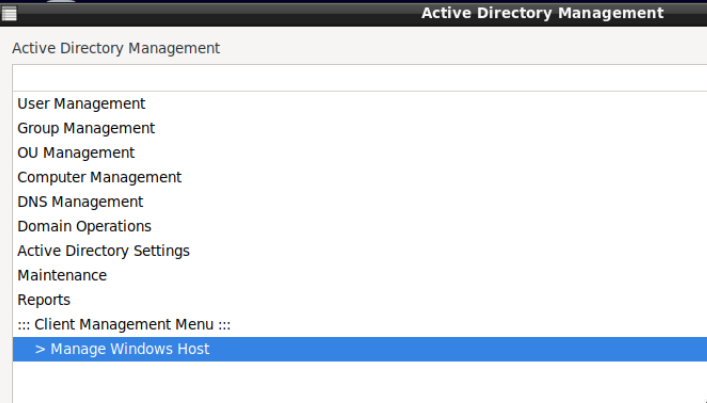 Active Directory Management
Active Directory Management
User Management
Group Management
OU Management
Computer Management
DNS Management
Domain Operations
Active Directory Settings
Maintenance
Reports
::: Client Management Menu :::
> Manage Windows Host